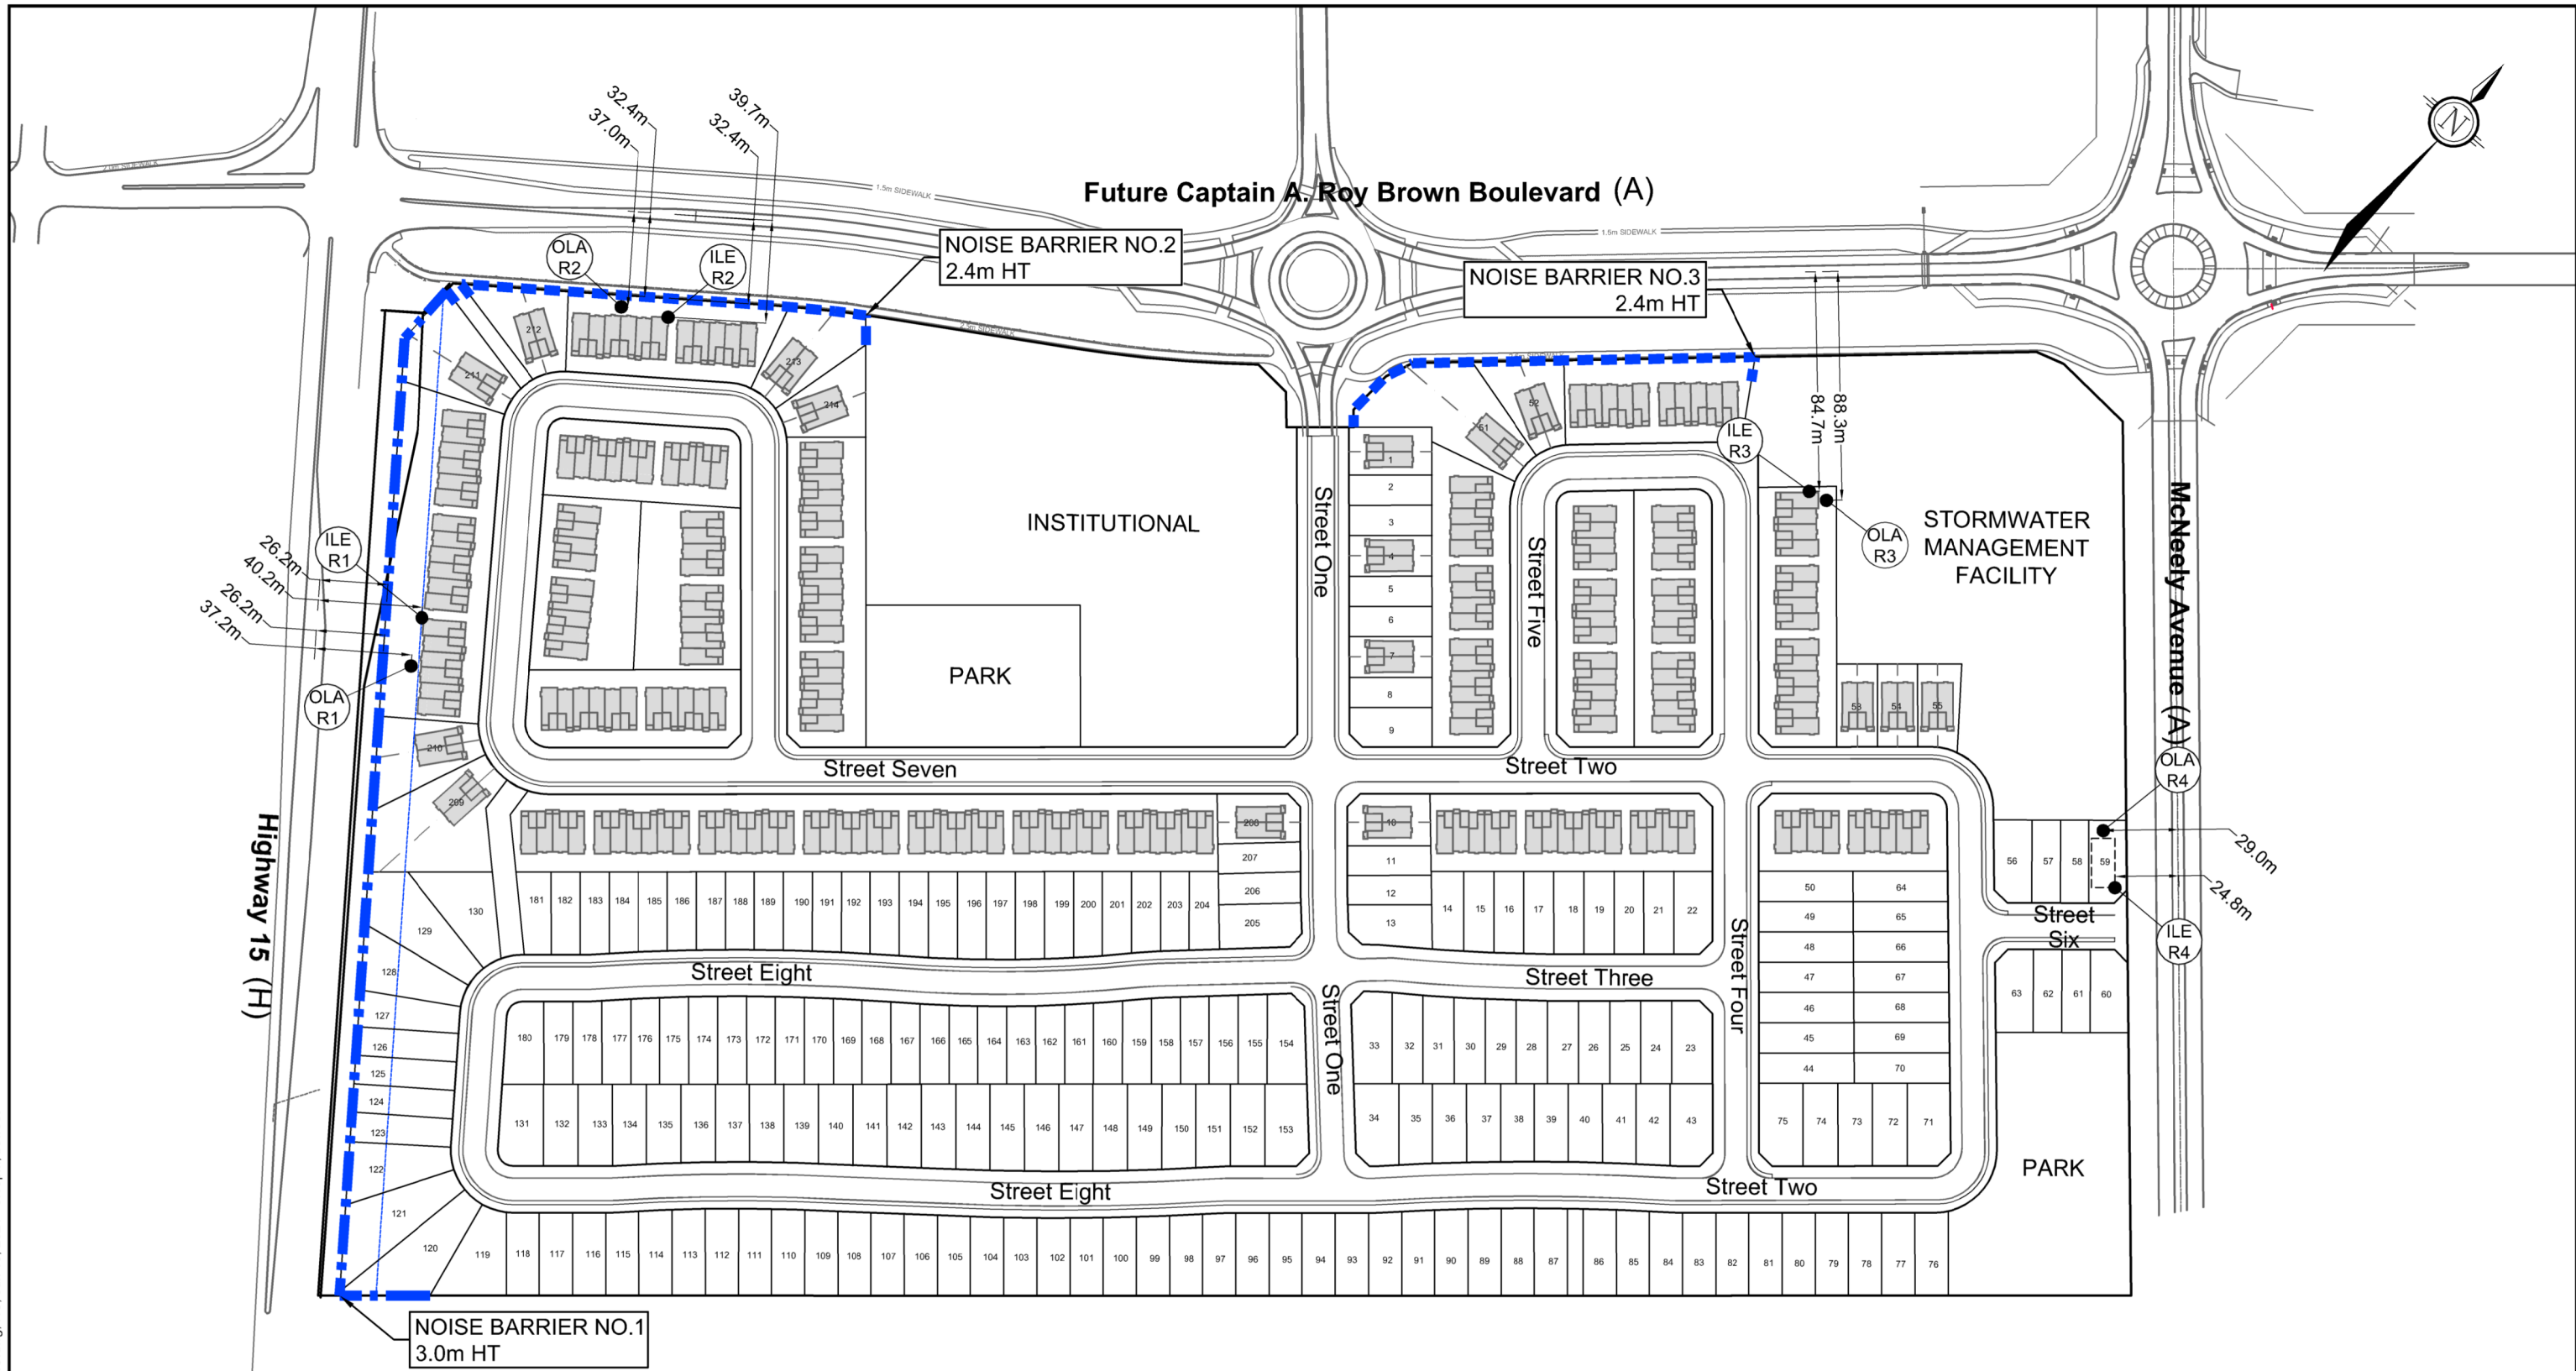 32.4m
37.0m
39.7m
32.4m
2.0m SIDEWALK
1.5m SIDEWALK
Future Captain A. Roy Brown Boulevard (A)
N
1.5m SIDEWALK
OLA
R2
ILE
R2
NOISE BARRIER NO.2
2.4m HT
NOISE BARRIER NO.3
2.4m HT
2.5m SIDEWALK
212
211
213
214
52
51
88.3m
84.7m
ILE
R3
OLA
R3
STORMWATER
MANAGEMENT
FACILITY
INSTITUTIONAL
PARK
Street One
Street Five
1
2
3
4
5
6
7
8
9
McNeely Avenue (A)
ILE
R1
26.2m
40.2m
26.2m
37.2m
OLA
R1
210
209
53 54 55
Street Seven
Street Two
OLA
R4
29.0m
24.8m
ILE
R4
Highway 15 (H)
208
207
206
205
10
11
12
13
56 57 58 59
Street
Six
63 62 61 60
130
129
128
127
126
125
124
123
122
121
120
181 182 183 184 185 186 187 188 189 190 191 192 193 194 195 196 197 198 199 200 201 202 203 204
14 15 16 17 18 19 20 21 22
50 64
49 65
48 66
47 67
46 68
45 69
44 70
Street Four
Street Eight
Street Three
Street One
180 179 178 177 176 175 174 173 172 171 170 169 168 167 166 165 164 163 162 161 160 159 158 157 156 155 154
33 32 31 30 29 28 27 26 25 24 23
131 132 133 134 135 136 137 138 139 140 141 142 143 144 145 146 147 148 149 150 151 152 153
34 35 36 37 38 39 40 41 42 43
75 74 73 72 71
PARK
Street Eight
Street Two
119 118 117 116 115 114 113 112 111 110 109 108 107 106 105 104 103 102 101 100 99 98 97 96 95 94 93 92 91 90 89 88 87 86 85 84 83 82 81 80 79 78 77 76
NOISE BARRIER NO.1
3.0m HT